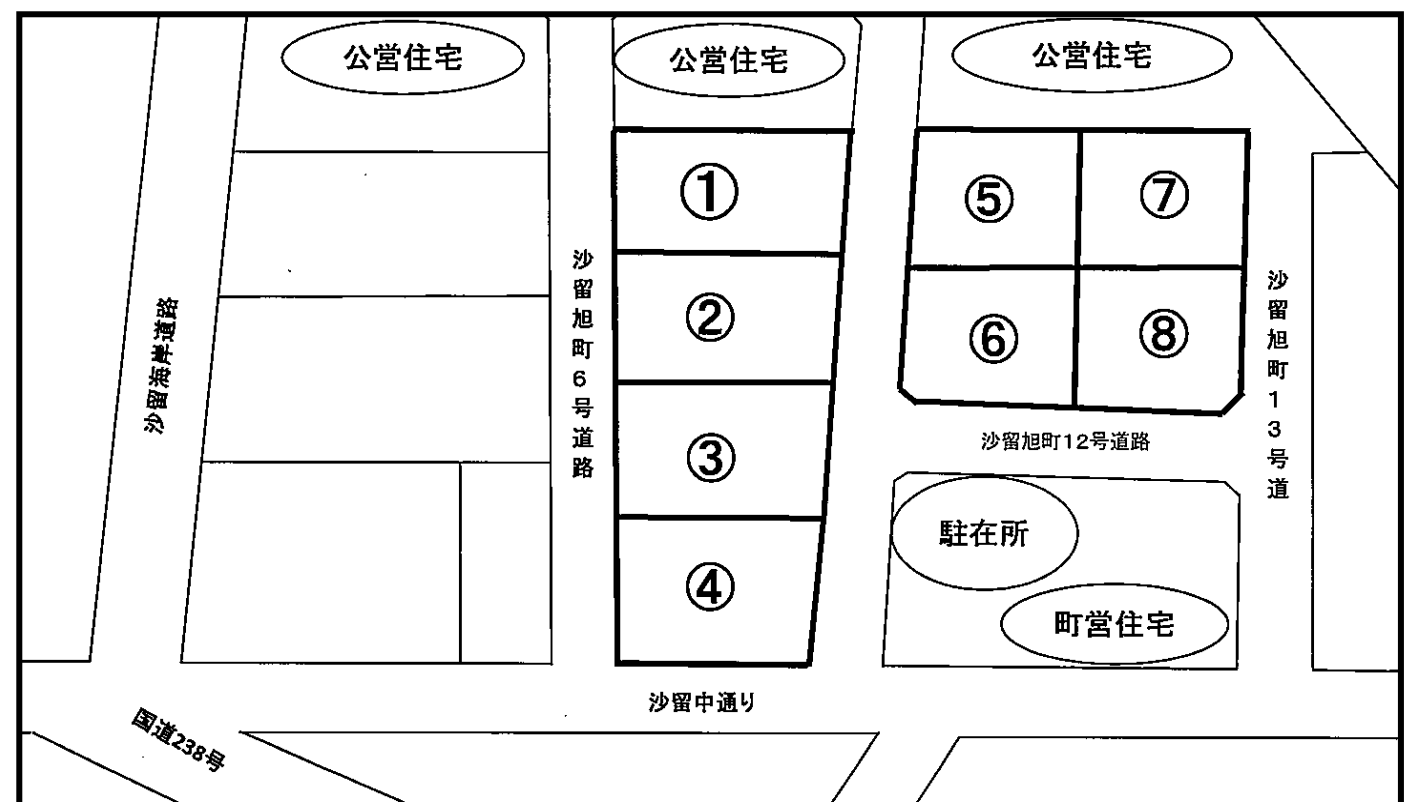 公営住宅
公営住宅
公営住宅
①
⑤
⑦
沙留旭町6号道路
沙留海岸道路
②
⑥
⑧
沙留旭町13号道
沙留旭町12号道路
③
駐在所
④
町営住宅
沙留中通り
国道238号